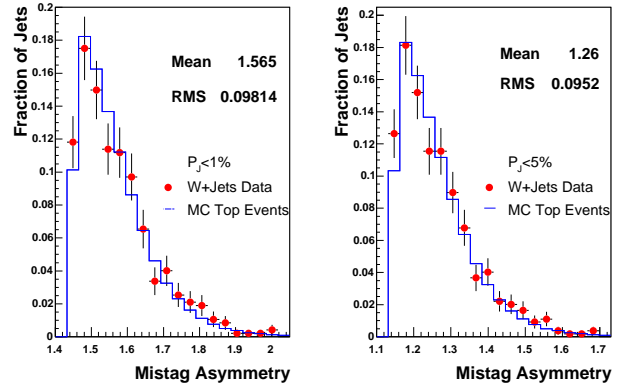 Fraction of Jets
0.2
0.18
0.16
0.14
0.12
0.1
0.08
0.06
0.04
0.02
0
Mean 1.565
RMS 0.09814
P_J<1%
W+Jets Data
MC Top Events
1.4 1.5 1.6 1.7 1.8 1.9 2
Mistag Asymmetry
Fraction of Jets
0.2
0.18
0.16
0.14
0.12
0.1
0.08
0.06
0.04
0.02
0
Mean 1.26
RMS 0.0952
P_J<5%
W+Jets Data
MC Top Events
1.1 1.2 1.3 1.4 1.5 1.6 1.7
Mistag Asymmetry